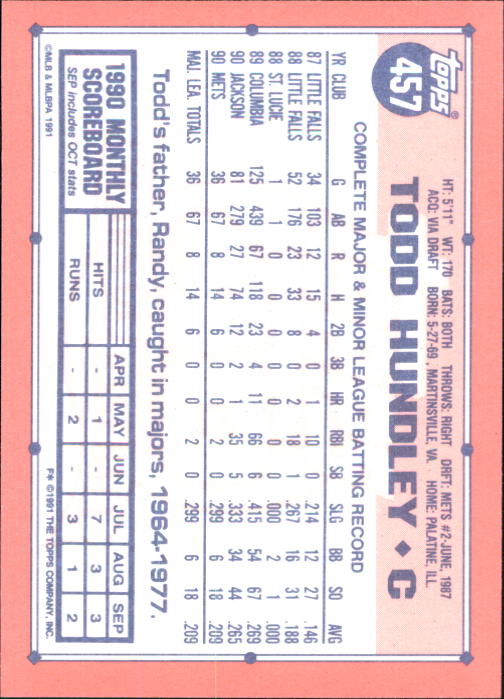 TOPPS®
457
HT: 5'11" WT: 170 BATS: BOTH THROWS: RIGHT DRFT: METS #2-JUNE, 1987
ACQ: VIA DRAFT BORN: 5-27-69, MARTINSVILLE, VA HOME: PALATINE, ILL.
TODD HUNDLEY • C
COMPLETE MAJOR & MINOR LEAGUE BATTING RECORD
YR CLUB G AB R H 2B 3B HR RBI SB SLG BB SO AVG
87 LITTLE FALLS 34 103 12 15 4 0 1 10 0 .214 12 27 .146
88 LITTLE FALLS 52 176 23 33 8 0 2 18 1 .267 16 31 .188
88 ST. LUCIE 1 1 0 0 0 0 0 0 0 .000 2 1 .000
89 COLUMBIA 125 439 67 118 23 4 11 66 6 .415 54 67 .269
90 JACKSON 81 279 27 74 12 2 1 35 5 .333 34 44 .265
90 METS 36 67 8 14 6 0 0 2 0 .299 6 18 .209
MAJ. LEA. TOTALS 36 67 8 14 6 0 0 2 0 .299 6 18 .209
Todd's father, Randy, caught in majors, 1964-1977.
1990 MONTHLY
SCOREBOARD
SEP includes OCT stats
APR MAY JUN JUL AUG SEP
HITS - 1 - 7 3 3
RUNS - 2 - 3 1 2
©MLB & MLBPA 1991
F* ©1991 THE TOPPS COMPANY, INC.